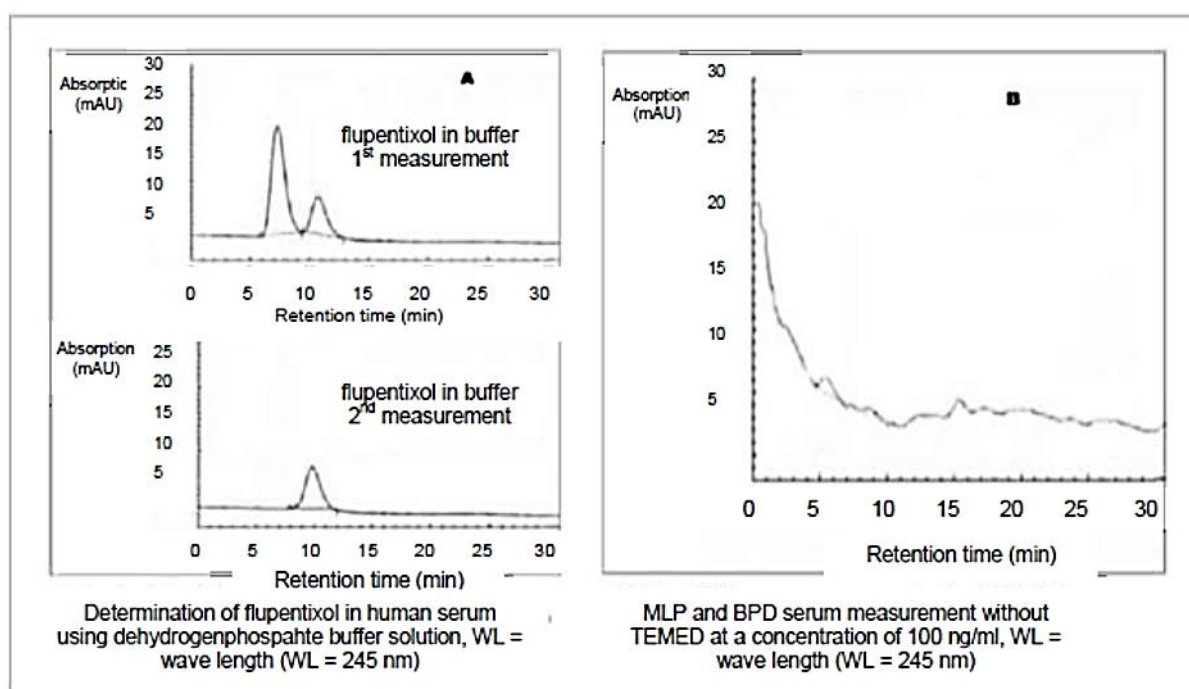 30
Absorptic
(mAU)
25
20
15
10
5
A
flupentixol in buffer
1st measurement
0 5 10 15 20 25 30
Retention time (min)
Absorption
(mAU)
25
20
15
10
5
flupentixol in buffer
2nd measurement
0 5 10 15 20 25 30
Retention time (min)
Determination of flupentixol in human serum
using dehydrogenphospahte buffer solution, WL =
wave length (WL = 245 nm)
30
Absorption
(mAU)
25
20
15
10
5
B
0 5 10 15 20 25 30
Retention time (min)
MLP and BPD serum measurement without
TEMED at a concentration of 100 ng/ml, WL =
wave length (WL = 245 nm)